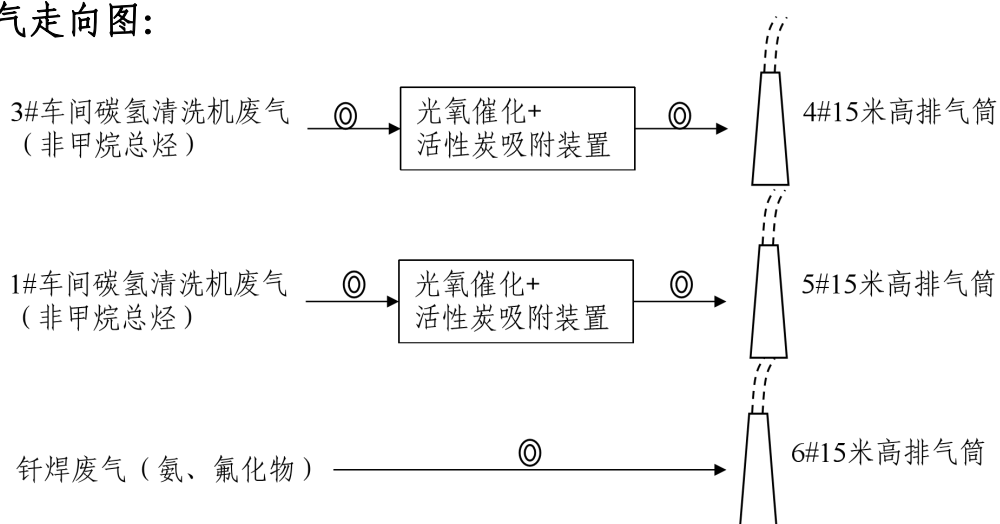 气走向图:
3#车间碳氢清洗机废气
（非甲烷总烃）
光氧催化+
活性炭吸附装置
4#15米高排气筒
1#车间碳氢清洗机废气
（非甲烷总烃）
光氧催化+
活性炭吸附装置
5#15米高排气筒
钎焊废气（氨、氟化物）
6#15米高排气筒